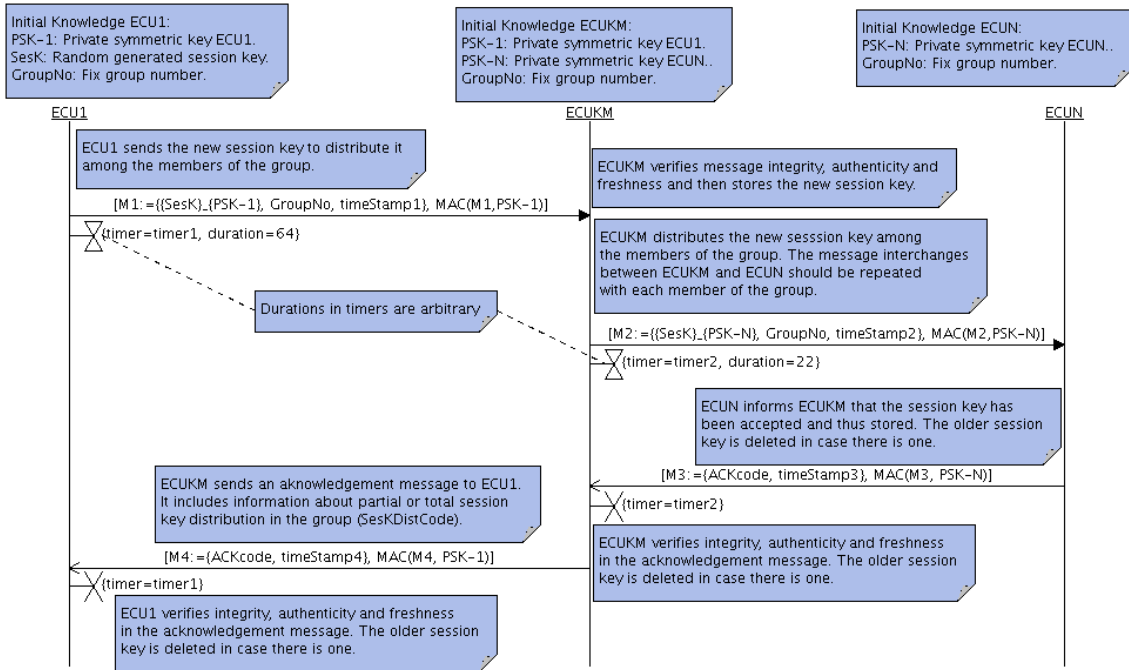 Initial Knowledge ECU1:
PSK-1: Private symmetric key ECU1.
SesK: Random generated session key.
GroupNo: Fix group number.
Initial Knowledge ECUKM:
PSK-1: Private symmetric key ECU1.
PSK-N: Private symmetric key ECUN..
GroupNo: Fix group number.
Initial Knowledge ECUN:
PSK-N: Private symmetric key ECUN..
GroupNo: Fix group number.
ECU1
ECUKM
ECUN
ECU1 sends the new session key to distribute it
among the members of the group.
ECUKM verifies message integrity, authenticity and
freshness and then stores the new session key.
[M1:={{SesK}_{PSK-1}, GroupNo, timeStamp1}, MAC(M1,PSK-1)]
{timer=timer1, duration=64}
ECUKM distributes the new sesssion key among
the members of the group. The message interchanges
between ECUKM and ECUN should be repeated
with each member of the group.
Durations in timers are arbitrary
[M2:={{SesK}_{PSK-N}, GroupNo, timeStamp2}, MAC(M2,PSK-N)]
{timer=timer2, duration=22}
ECUN informs ECUKM that the session key has
been accepted and thus stored. The older session
key is deleted in case there is one.
[M3:={ACKcode, timeStamp3}, MAC(M3, PSK-N)]
{timer=timer2}
ECUKM sends an aknowledgement message to ECU1.
It includes information about partial or total session
key distribution in the group (SesKDistCode).
ECUKM verifies integrity, authenticity and freshness
in the acknowledgement message. The older session
key is deleted in case there is one.
[M4:={ACKcode, timeStamp4}, MAC(M4, PSK-1)]
{timer=timer1}
ECU1 verifies integrity, authenticity and freshness
in the acknowledgement message. The older session
key is deleted in case there is one.